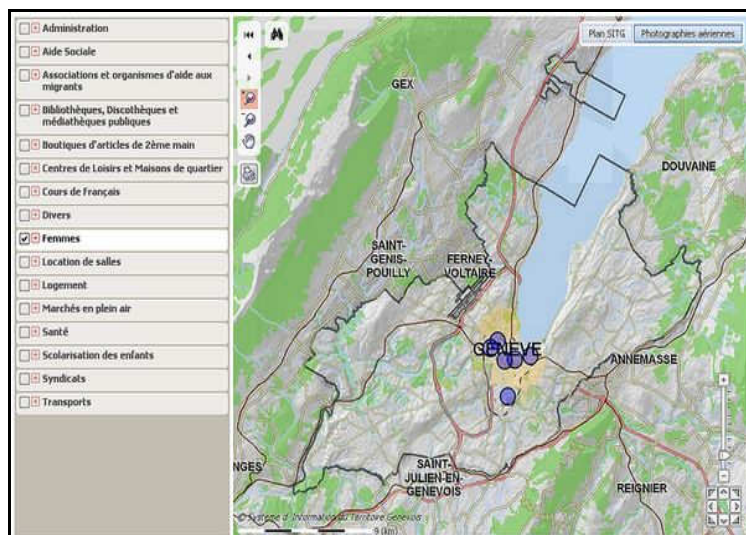 Administration
Aide Sociale
Associations et organismes d'aide aux
migrants
Bibliothèques, Discothèques et
médiathèques publiques
Boutiques d'articles de 2ème main
Centres de Loisirs et Maisons de quartier
Cours de Français
Divers
Femmes
Location de salles
Logement
Marchés en plein air
Santé
Scolarisation des enfants
Syndicats
Transports
Plan SITG
Photographies aériennes
GEX
DOUVAINE
SAINT-
GENIS-
POUILLY
FERNEY-
VOLTAIRE
GENEVE
ANNEMASSE
NGES
SAINT-
JULIEN-EN-
GENEVOIS
REIGNIER
© Système d'Information du Territoire Genevois
9 (km)